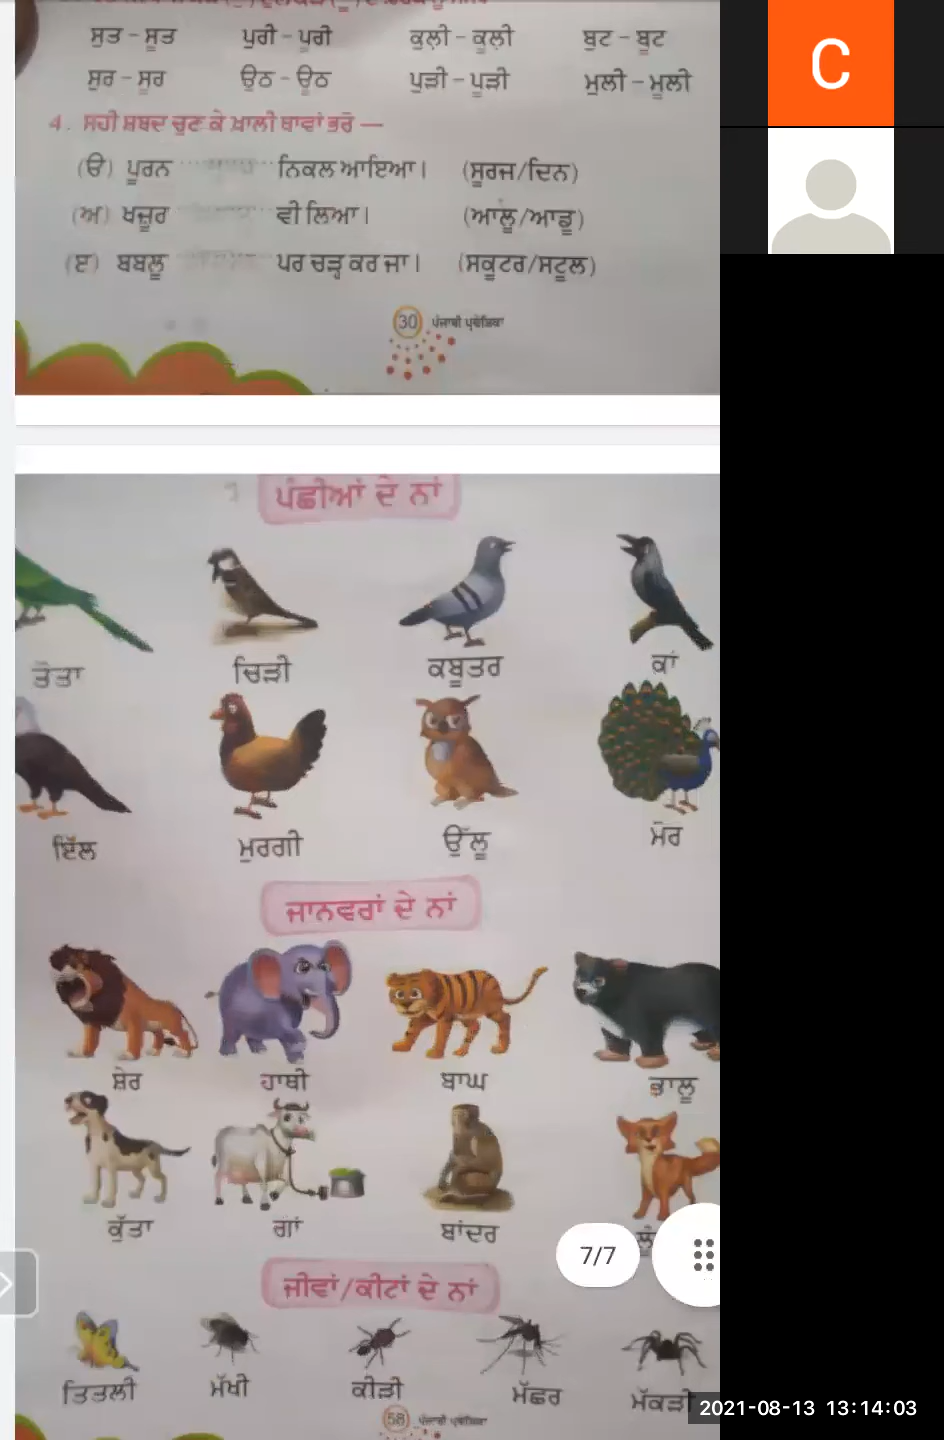 ਸੁਤ – ਸੂਤ ਪੁਰੀ – ਪੂਰੀ ਕੁਲੀ – ਕੂਲੀ ਬੁਟ – ਬੂਟ
ਸੁਰ – ਸੂਰ ਉਠ – ਊਠ ਪੁੜੀ – ਪੂੜੀ ਮੁਲੀ – ਮੂਲੀ
4. ਸਹੀ ਸ਼ਬਦ ਚੁਣ ਕੇ ਖ਼ਾਲੀ ਥਾਵਾਂ ਭਰੋ —
(ੳ) ਪੂਰਨ ਨਿਕਲ ਆਇਆ। (ਸੂਰਜ/ਦਿਨ)
(ਅ) ਖਜੂਰ ਵੀ ਲਿਆ। (ਆਲੂ/ਆੜੂ)
(ੲ) ਬਬਲੂ ਪਰ ਚੜ੍ਹ ਕਰ ਜਾ। (ਸਕੂਟਰ/ਸਟੂਲ)
30 ਪੰਜਾਬੀ ਪ੍ਰਵੇਸ਼ਿਕਾ
ਪੰਛੀਆਂ ਦੇ ਨਾਂ
ਤੋਤਾ ਚਿੜੀ ਕਬੂਤਰ ਕਾਂ
ਇੱਲ ਮੁਰਗੀ ਉੱਲੂ ਮੋਰ
ਜਾਨਵਰਾਂ ਦੇ ਨਾਂ
ਸ਼ੇਰ ਹਾਥੀ ਬਾਘ ਭਾਲੂ
ਕੁੱਤਾ ਗਾਂ ਬਾਂਦਰ
7/7
ਜੀਵਾਂ/ਕੀਟਾਂ ਦੇ ਨਾਂ
ਤਿਤਲੀ ਮੱਖੀ ਕੀੜੀ ਮੱਛਰ ਮੱਕੜੀ
58 ਪੰਜਾਬੀ ਪ੍ਰਵੇਸ਼ਿਕਾ
C
2021-08-13 13:14:03